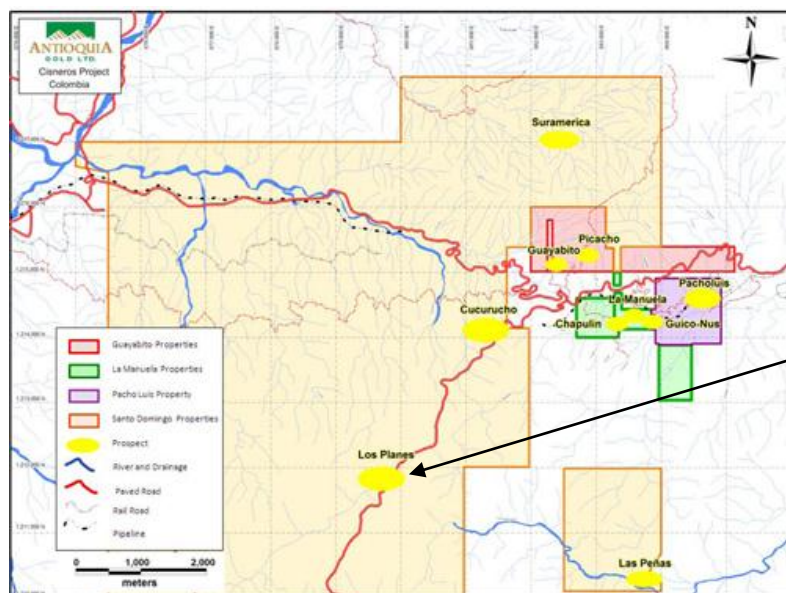 ANTIOQUIA
GOLD LTD.
Cisneros Project
Colombia
N
Suramerica
Picacho
Guayabito
Pacholuis
La Manuela
Cucurucho
Chapulin
Guico-Nus
Guayabito Properties
La Manuela Properties
Pacho Luis Property
Santo Domingo Properties
Prospect
River and Drainage
Paved Road
Rail Road
Pipeline
Los Planes
0 1,000 2,000
meters
Las Peñas